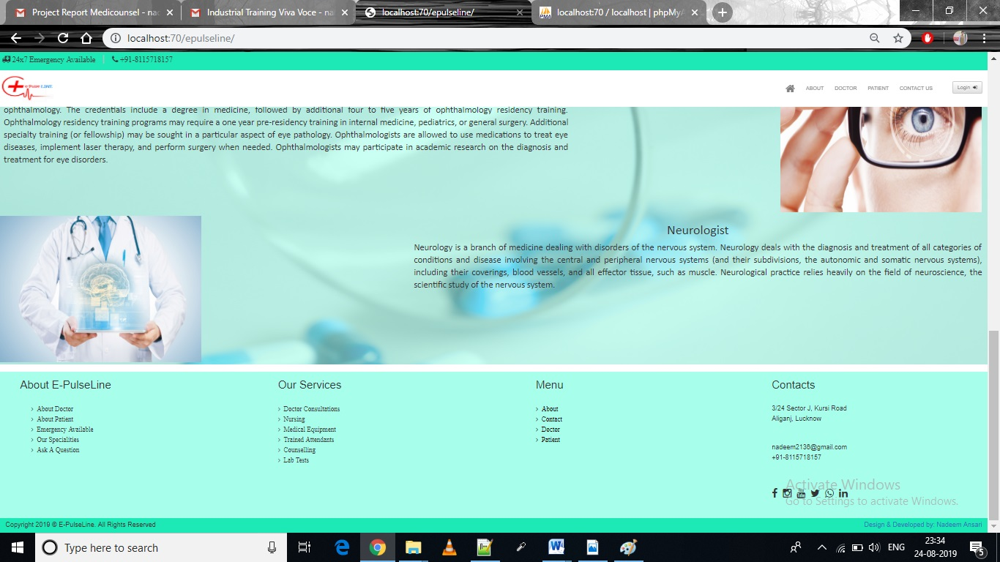 Project Report Medicounsel - nad
Industrial Training Viva Voce - na
localhost:70/epulseline/
localhost:70 / localhost | phpMyA
localhost:70/epulseline/
24x7 Emergency Available | +91-8115718157
e-Pulse LINE
ABOUT DOCTOR PATIENT CONTACT US Login
ophthalmology. The credentials include a degree in medicine, followed by additional four to five years of ophthalmology residency training.
Ophthalmology residency training programs may require a one year pre-residency training in internal medicine, pediatrics, or general surgery. Additional
specialty training (or fellowship) may be sought in a particular aspect of eye pathology. Ophthalmologists are allowed to use medications to treat eye
diseases, implement laser therapy, and perform surgery when needed. Ophthalmologists may participate in academic research on the diagnosis and
treatment for eye disorders.
Neurologist
Neurology is a branch of medicine dealing with disorders of the nervous system. Neurology deals with the diagnosis and treatment of all categories of
conditions and disease involving the central and peripheral nervous systems (and their subdivisions, the autonomic and somatic nervous systems),
including their coverings, blood vessels, and all effector tissue, such as muscle. Neurological practice relies heavily on the field of neuroscience, the
scientific study of the nervous system.
About E-PulseLine
About Doctor
About Patient
Emergency Available
Our Specialities
Ask A Question
Our Services
Doctor Consultations
Nursing
Medical Equipment
Trained Attendants
Counselling
Lab Tests
Menu
About
Contact
Doctor
Patient
Contacts
3/24 Sector J, Kursi Road
Aliganj, Lucknow
nadeem2136@gmail.com
+91-8115718157
Activate Windows
Go to Settings to activate Windows.
Copyright 2019 © E-PulseLine. All Rights Reserved
Design & Developed by: Nadeem Ansari
Type here to search
ENG
23:34
24-08-2019
5